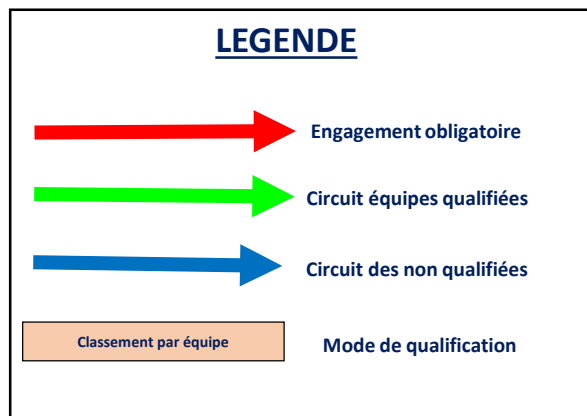 LEGENDE
Engagement obligatoire
Circuit équipes qualifiées
Circuit des non qualifiées
Classement par équipe
Mode de qualification